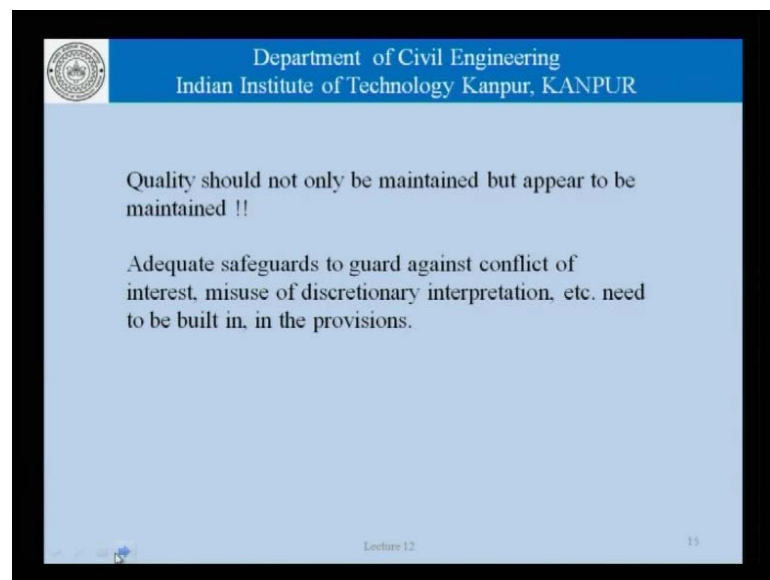 Department of Civil Engineering
Indian Institute of Technology Kanpur, KANPUR
Quality should not only be maintained but appear to be
maintained !!
Adequate safeguards to guard against conflict of
interest, misuse of discretionary interpretation, etc. need
to be built in, in the provisions.
Lecture 12
15